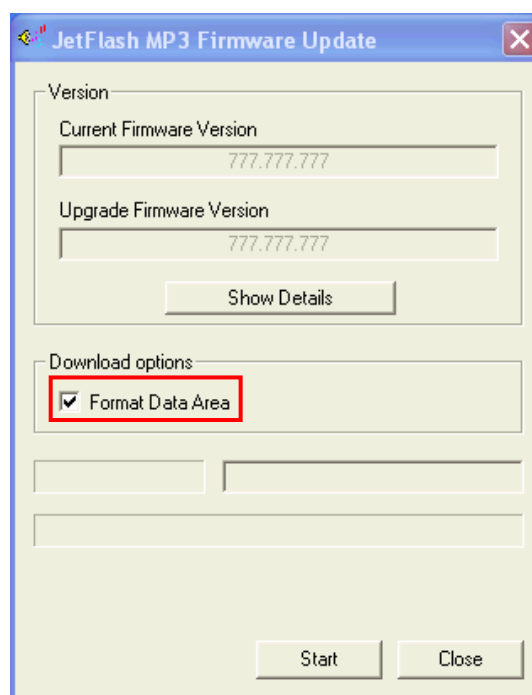 JetFlash MP3 Firmware Update
Version
Current Firmware Version
777.777.777
Upgrade Firmware Version
777.777.777
Show Details
Download options
Format Data Area
Start
Close